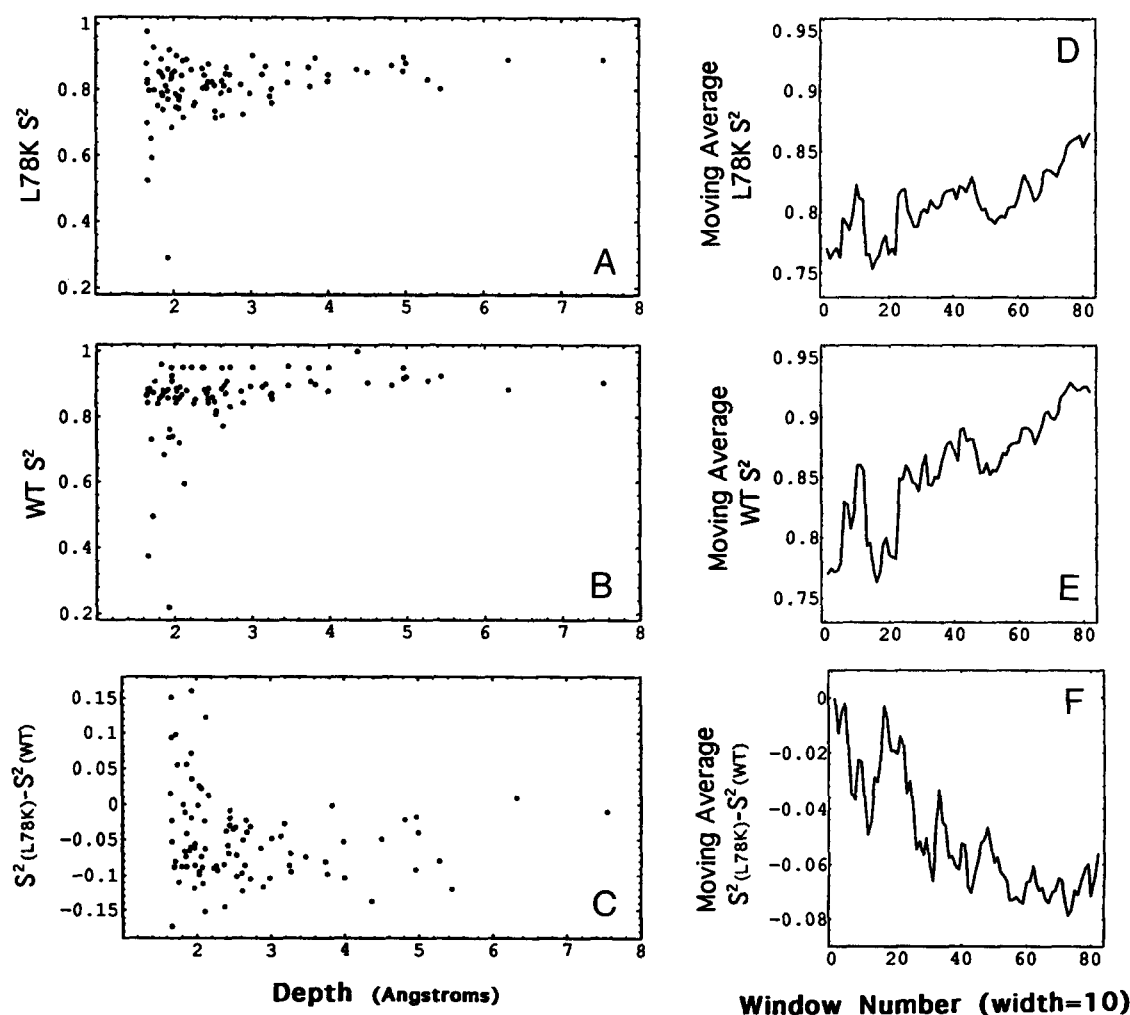 L78K S²
1
0.8
0.6
0.4
0.2
A
2 3 4 5 6 7 8
WT S²
1
0.8
0.6
0.4
0.2
B
2 3 4 5 6 7 8
S²(L78K)-S²(WT)
0.15
0.1
0.05
0
-0.05
-0.1
-0.15
C
2 3 4 5 6 7 8
Depth (Angstroms)
Moving Average
L78K S²
0.95
0.9
0.85
0.8
0.75
D
0 20 40 60 80
Moving Average
WT S²
0.95
0.9
0.85
0.8
0.75
E
0 20 40 60 80
Moving Average
S²(L78K)-S²(WT)
0
-0.02
-0.04
-0.06
-0.08
F
0 20 40 60 80
Window Number (width=10)